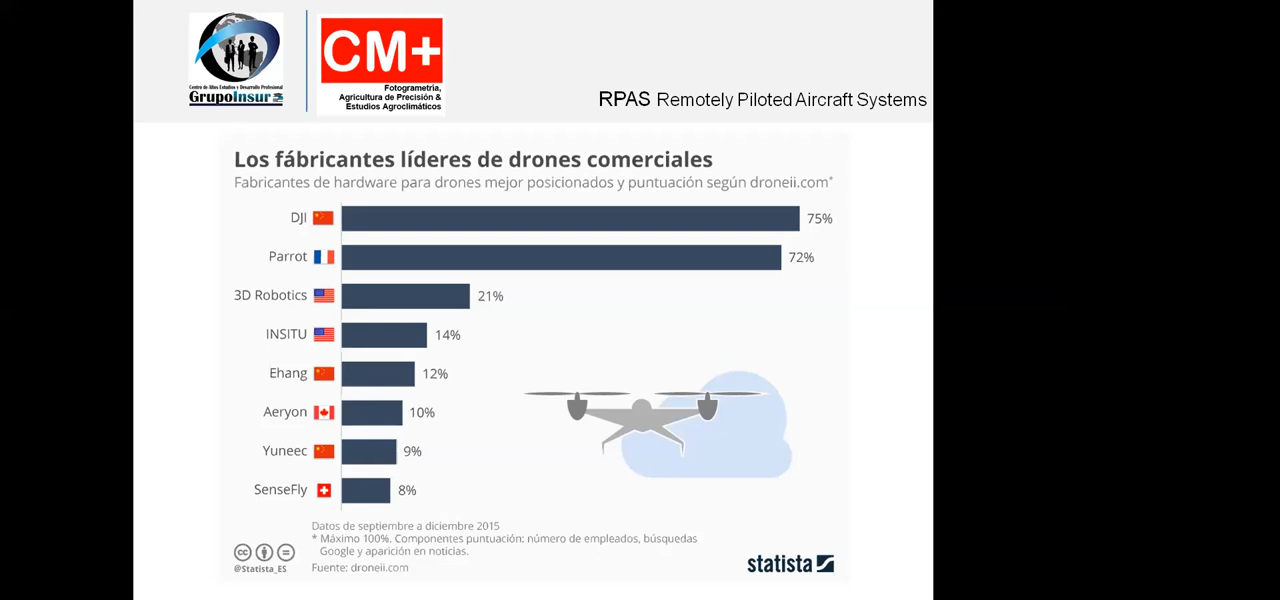 Centro de Altos Estudios y Desarrollo Profesional
GrupoInsur
CM+
Fotogrametria,
Agricultura de Precisión &
Estudios Agroclimáticos
RPAS Remotely Piloted Aircraft Systems
Los fábricantes líderes de drones comerciales
Fabricantes de hardware para drones mejor posicionados y puntuación según droneii.com*
DJI 75%
Parrot 72%
3D Robotics 21%
INSITU 14%
Ehang 12%
Aeryon 10%
Yuneec 9%
SenseFly 8%
Datos de septiembre a diciembre 2015
* Máximo 100%. Componentes puntuación: número de empleados, búsquedas
Google y aparición en noticias.
Fuente: droneii.com
cc
@Statista_ES
statista